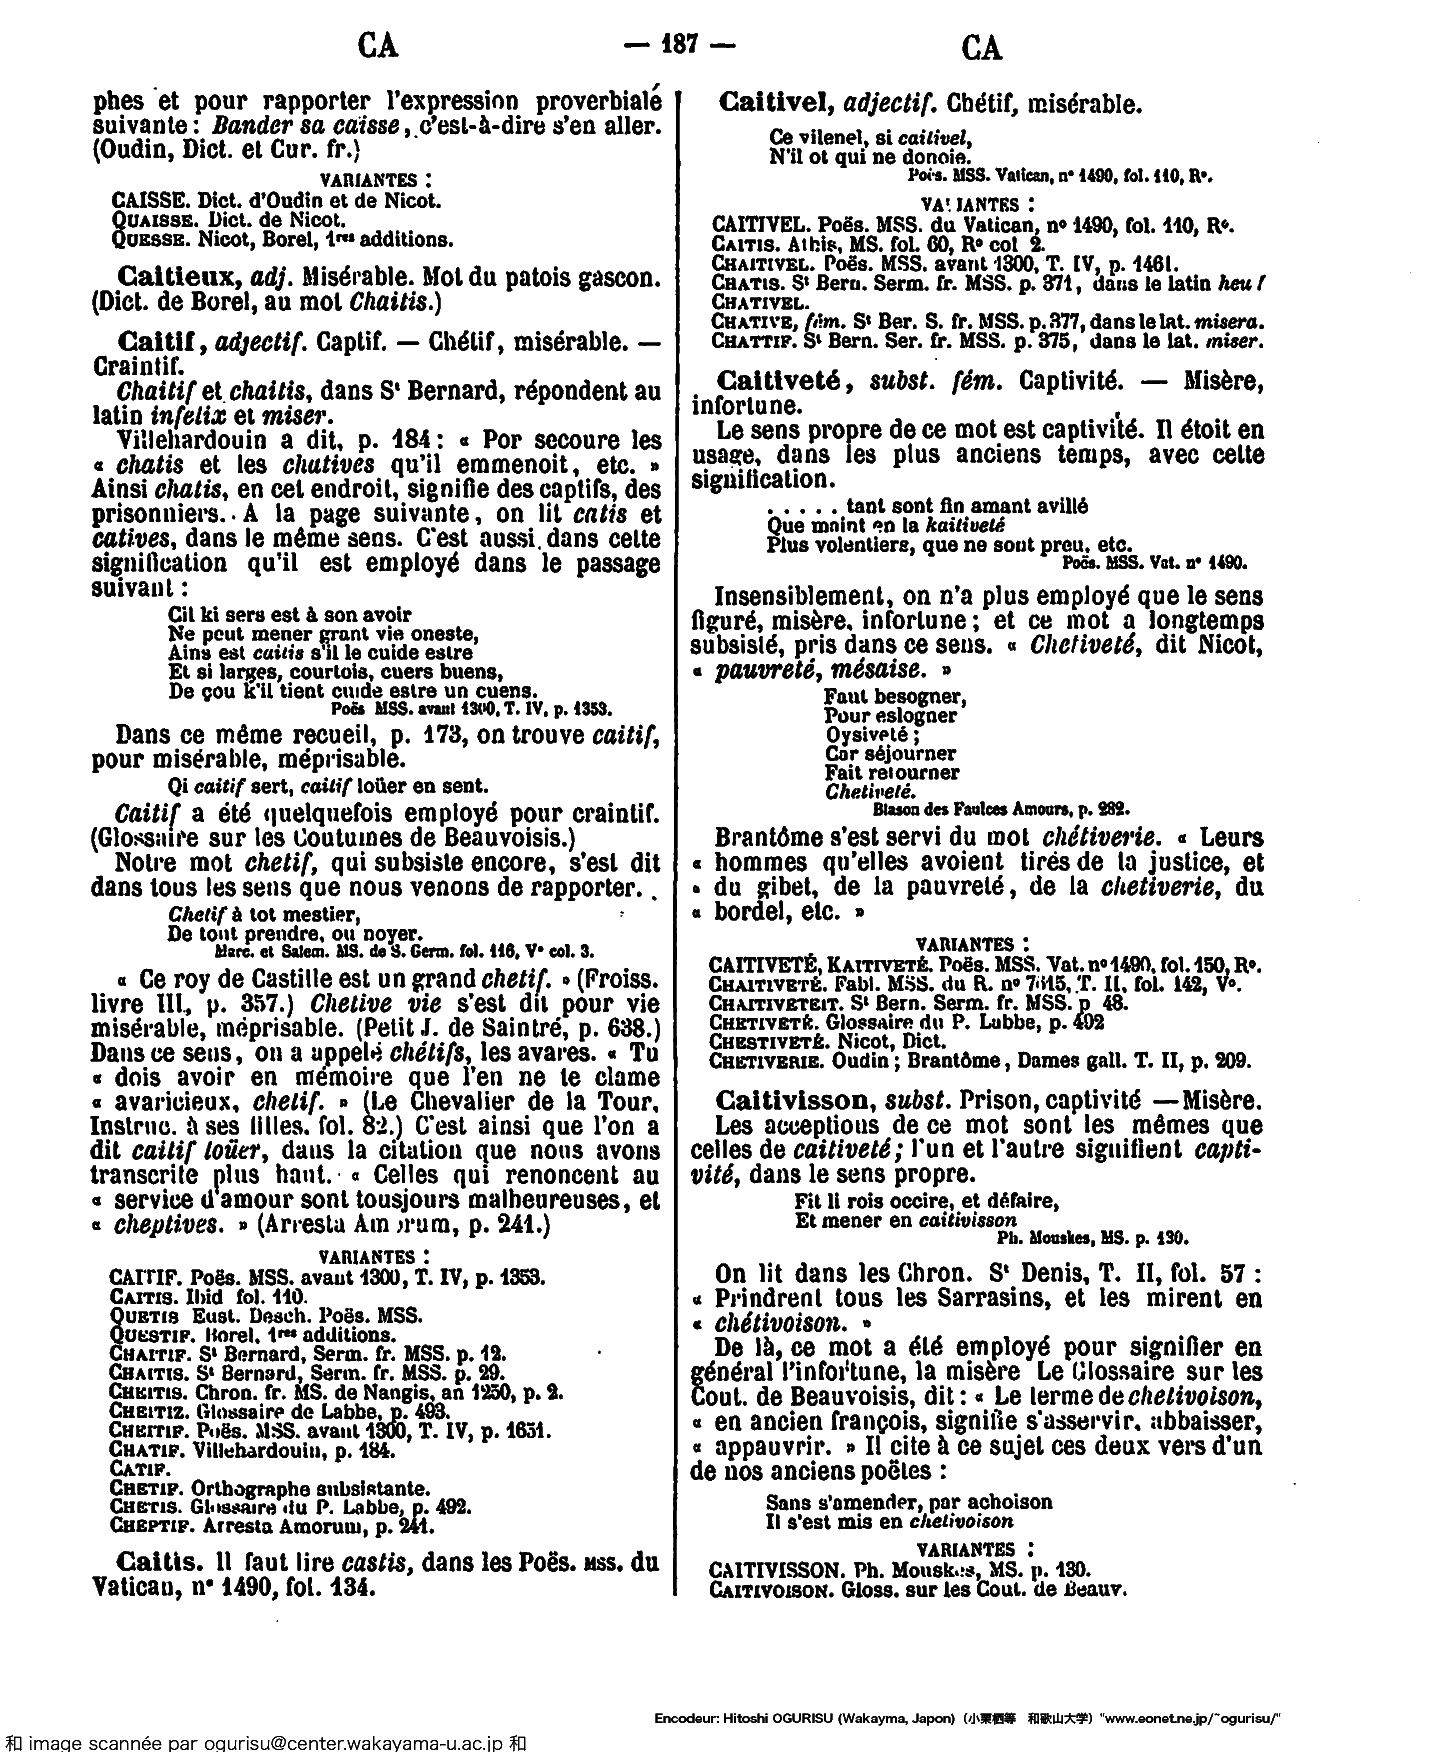 CA
— 187 —
CA
phes et pour rapporter l'expression proverbiale
suivante : Bander sa caisse, c'est-à-dire s'en aller.
(Oudin, Dict. et Cur. fr.)
VARIANTES :
CAISSE. Dict. d'Oudin et de Nicot.
QUAISSE. Dict. de Nicot.
QUESSE. Nicot, Borel, 1res additions.
Caitieux, adj. Misérable. Mot du patois gascon.
(Dict. de Borel, au mot Chaitis.)
Caitif, adjectif. Captif. — Chétif, misérable. —
Craintif.
Chaitif et chaitis, dans St Bernard, répondent au
latin infelix et miser.
Villehardouin a dit, p. 184 : « Por secoure les
« chatis et les chatives qu'il emmenoit, etc. »
Ainsi chatis, en cet endroit, signifie des captifs, des
prisonniers. A la page suivante, on lit catis et
catives, dans le même sens. C'est aussi dans cette
signification qu'il est employé dans le passage
suivant :
Cil ki sers est à son avoir
Ne peut mener grant vie oneste,
Ains est caitis s'il le cuide estre
Et si larges, courtois, cuers buens,
De çou k'il tient cuide estre un cuens.
Poës MSS. avant 1300, T. IV, p. 1353.
Dans ce même recueil, p. 173, on trouve caitif,
pour misérable, méprisable.
Qi caitif sert, caitif loüer en sent.
Caitif a été quelquefois employé pour craintif.
(Glossaire sur les Coutumes de Beauvoisis.)
Notre mot chetif, qui subsiste encore, s'est dit
dans tous les sens que nous venons de rapporter.
Chetif à tot mestier,
De tout prendre, ou noyer.
Marc. et Salem. MS. de S. Germ. fol. 116, Vo col. 3.
« Ce roy de Castille est un grand chetif. » (Froiss.
livre III, p. 357.) Chetive vie s'est dit pour vie
misérable, méprisable. (Petit J. de Saintré, p. 638.)
Dans ce sens, on a appelé chétifs, les avares. « Tu
« dois avoir en mémoire que l'en ne te clame
« avaricieux, chetif. » (Le Chevalier de la Tour,
Instruc. à ses filles, fol. 82.) C'est ainsi que l'on a
dit caitif loüer, dans la citation que nous avons
transcrite plus haut. « Celles qui renoncent au
« service d'amour sont tousjours malheureuses, et
« cheptives. » (Arresta Amorum, p. 241.)
VARIANTES :
CAITIF. Poës. MSS. avant 1300, T. IV, p. 1353.
CAITIS. Ibid fol. 110.
QUETIS Eust. Desch. Poës. MSS.
QUESTIF. Borel, 1res additions.
CHAITIF. St Bernard, Serm. fr. MSS. p. 12.
CHAITIS. St Bernard, Serm. fr. MSS. p. 29.
CHEITIS. Chron. fr. MS. de Nangis, an 1250, p. 2.
CHEITIZ. Glossaire de Labbe, p. 493.
CHEITIF. Poës. MSS. avant 1300, T. IV, p. 1651.
CHATIF. Villehardouin, p. 184.
CATIF.
CHETIF. Orthographe subsistante.
CHETIS. Glossaire du P. Labbe, p. 492.
CHEPTIF. Arresta Amorum, p. 241.
Caitis. Il faut lire castis, dans les Poës. MSS. du
Vatican, no 1490, fol. 134.
Caitivel, adjectif. Chétif, misérable.
Ce vilenel, si caitivel,
N'il ot qui ne donoie.
Poës. MSS. Vatican, no 1490, fol. 110, Ro.
VARIANTES :
CAITIVEL. Poës. MSS. du Vatican, no 1490, fol. 110, Ro.
CAITIS. Athis, MS. fol. 60, Ro col 2.
CHAITIVEL. Poës. MSS. avant 1300, T. IV, p. 1461.
CHATIS. St Bern. Serm. fr. MSS. p. 371, dans le latin heu !
CHATIVEL.
CHATIVE, fém. St Ber. S. fr. MSS. p. 377, dans le lat. misera.
CHATTIF. St Bern. Ser. fr. MSS. p. 375, dans le lat. miser.
Caitiveté, subst. fém. Captivité. — Misère,
infortune.
Le sens propre de ce mot est captivité. Il étoit en
usage, dans les plus anciens temps, avec cette
signification.
. . . . . tant sont fin amant avillé
Que maint en la kaitiveté
Plus volentiers, que ne sout preu, etc.
Poës. MSS. Vat. no 1490.
Insensiblement, on n'a plus employé que le sens
figuré, misère, infortune ; et ce mot a longtemps
subsisté, pris dans ce sens. « Chetiveté, dit Nicot,
« pauvreté, mésaise. »
Faut besogner,
Pour eslogner
Oysiveté ;
Car séjourner
Fait retourner
Chetiveté.
Blason des Faulces Amours, p. 282.
Brantôme s'est servi du mot chétiverie. « Leurs
« hommes qu'elles avoient tirés de la justice, et
« du gibet, de la pauvreté, de la chetiverie, du
« bordel, etc. »
VARIANTES :
CAITIVETÉ, KAITIVETÉ. Poës. MSS. Vat. no 1490, fol. 150, Ro.
CHAITIVETÉ. Fabl. MSS. du R. no T. II, fol. 142, Vo.
CHAITIVETEIT. St Bern. Serm. fr. MSS. p 48.
CHETIVETÉ. Glossaire du P. Labbe, p. 492
CHESTIVETÉ. Nicot, Dict.
CHETIVERIE. Oudin ; Brantôme, Dames gall. T. II, p. 209.
Caitivisson, subst. Prison, captivité — Misère.
Les acceptions de ce mot sont les mêmes que
celles de caitiveté ; l'un et l'autre signifient capti-
vité, dans le sens propre.
Fit li rois occire, et défaire,
Et mener en caitivisson
Ph. Mouskes, MS. p. 130.
On lit dans les Chron. St Denis, T. II, fol. 57 :
« Prindrent tous les Sarrasins, et les mirent en
« chétivoison. »
De là, ce mot a été employé pour signifier en
général l'infortune, la misère Le Glossaire sur les
Cout. de Beauvoisis, dit : « Le terme de chetivoison,
« en ancien françois, signifie s'asservir, abbaisser,
« appauvrir. » Il cite à ce sujet ces deux vers d'un
de nos anciens poëtes :
Sans s'amender, par achoison
Il s'est mis en chetivoison
VARIANTES :
CAITIVISSON. Ph. Mouskes, MS. p. 130.
CAITIVOISON. Gloss. sur les Cout. de Beauv.
Encodeur: Hitoshi OGURISU (Wakayma, Japon) (小栗栖等 和歌山大学) "www.eonet.ne.jp/~ogurisu/"
和 image scannée par ogurisu@center.wakayama-u.ac.jp 和